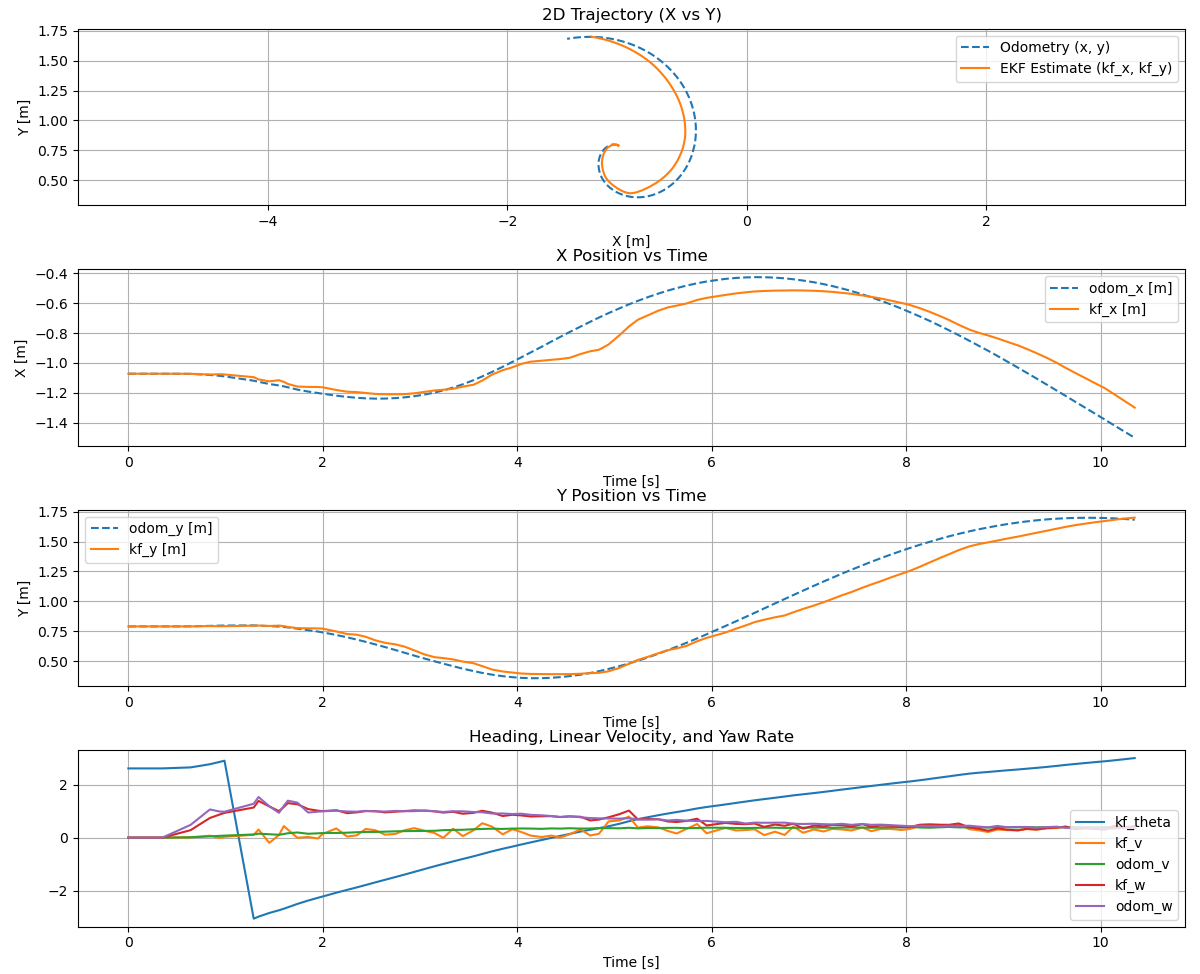 2D Trajectory (X vs Y)
1.75
1.50
1.25
1.00
0.75
0.50
Y [m]
Odometry (x, y)
EKF Estimate (kf_x, kf_y)
−4 −2 0 2
X [m]
X Position vs Time
−0.4
−0.6
−0.8
−1.0
−1.2
−1.4
X [m]
odom_x [m]
kf_x [m]
0 2 4 6 8 10
Time [s]
Y Position vs Time
1.75
1.50
1.25
1.00
0.75
0.50
Y [m]
odom_y [m]
kf_y [m]
0 2 4 6 8 10
Time [s]
Heading, Linear Velocity, and Yaw Rate
2
0
−2
kf_theta
kf_v
odom_v
kf_w
odom_w
0 2 4 6 8 10
Time [s]